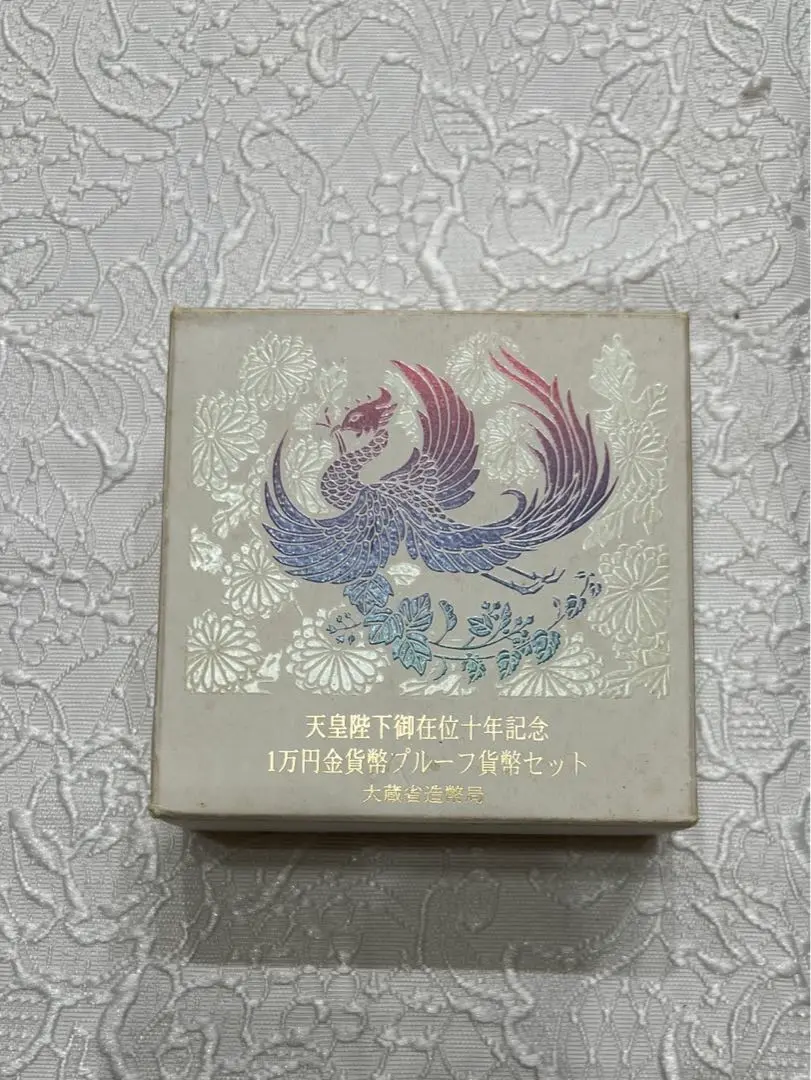 天皇陛下御在位十年記念
1万円金貨幣プルーフ貨幣セット
大蔵省造幣局